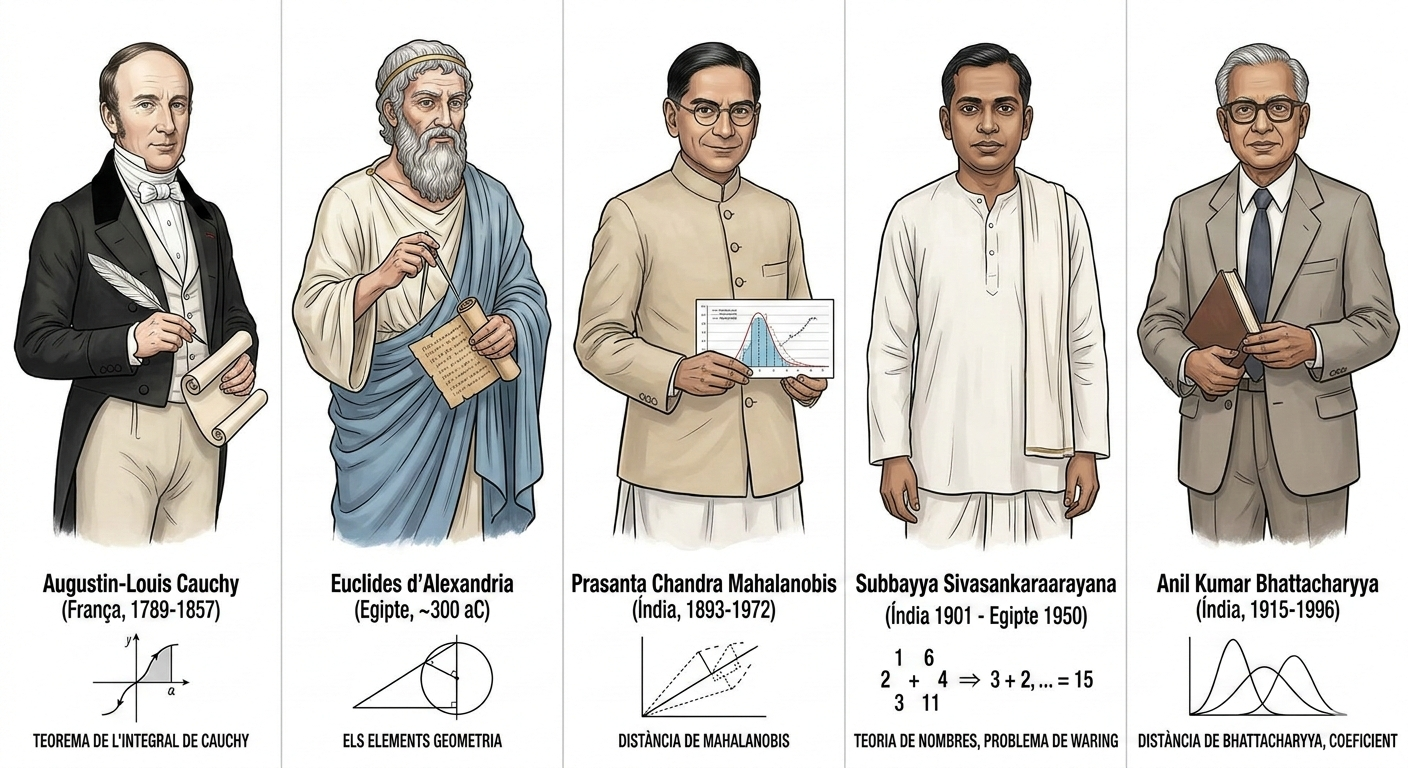 Augustin-Louis Cauchy
(França, 1789-1857)
y
a
TEOREMA DE L'INTEGRAL DE CAUCHY
Euclides d'Alexandria
(Egipte, ~300 aC)
ELS ELEMENTS GEOMETRIA
Prasanta Chandra Mahalanobis
(Índia, 1893-1972)
DISTÀNCIA DE MAHALANOBIS
Subbayya Sivasankaraarayana
(Índia 1901 - Egipte 1950)
1 6
2 + 4 ⇒ 3 + 2, ... = 15
3 11
TEORIA DE NOMBRES, PROBLEMA DE WARING
Anil Kumar Bhattacharyya
(Índia, 1915-1996)
DISTÀNCIA DE BHATTACHARYYA, COEFICIENT